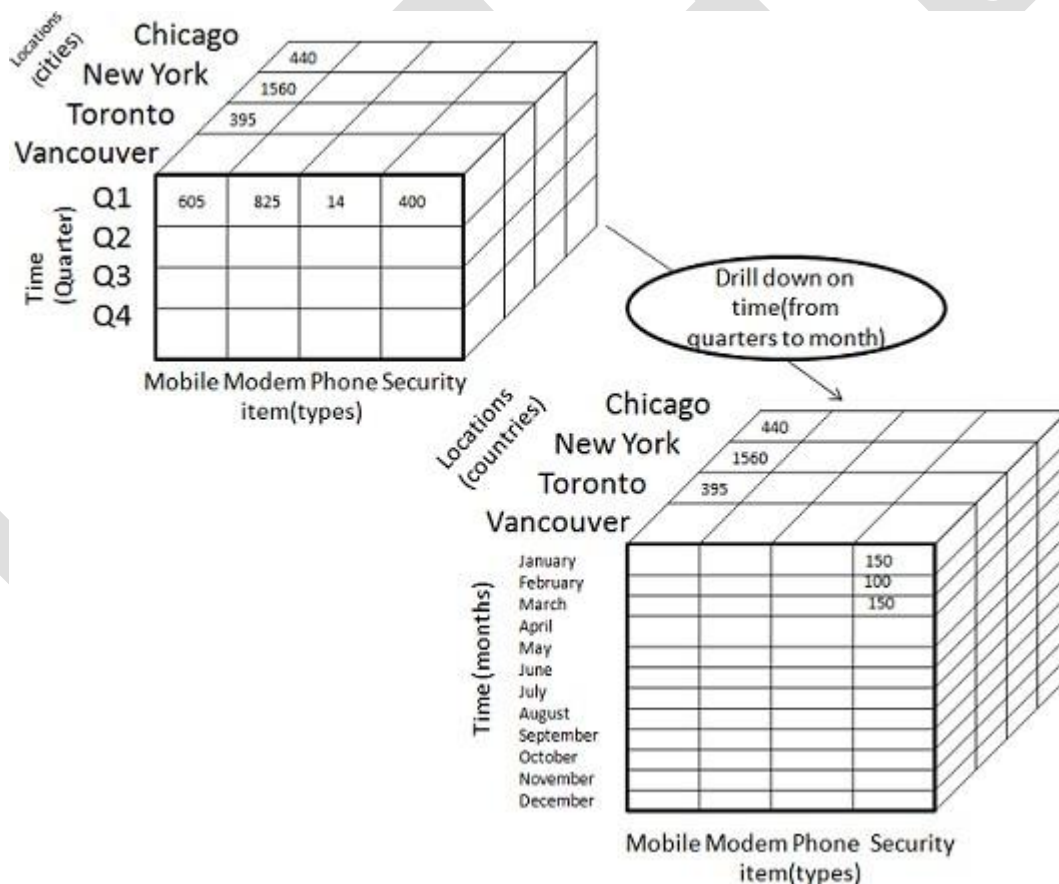 Locations
(cities)
Chicago
New York
Toronto
Vancouver
440
1560
395
Time
(Quarter)
Q1
Q2
Q3
Q4
605 825 14 400
Mobile Modem Phone Security
item(types)
Drill down on
time(from
quarters to month)
Locations
(countries)
Chicago
New York
Toronto
Vancouver
440
1560
395
Time (months)
January 150
February 100
March 150
April
May
June
July
August
September
October
November
December
Mobile Modem Phone Security
item(types)